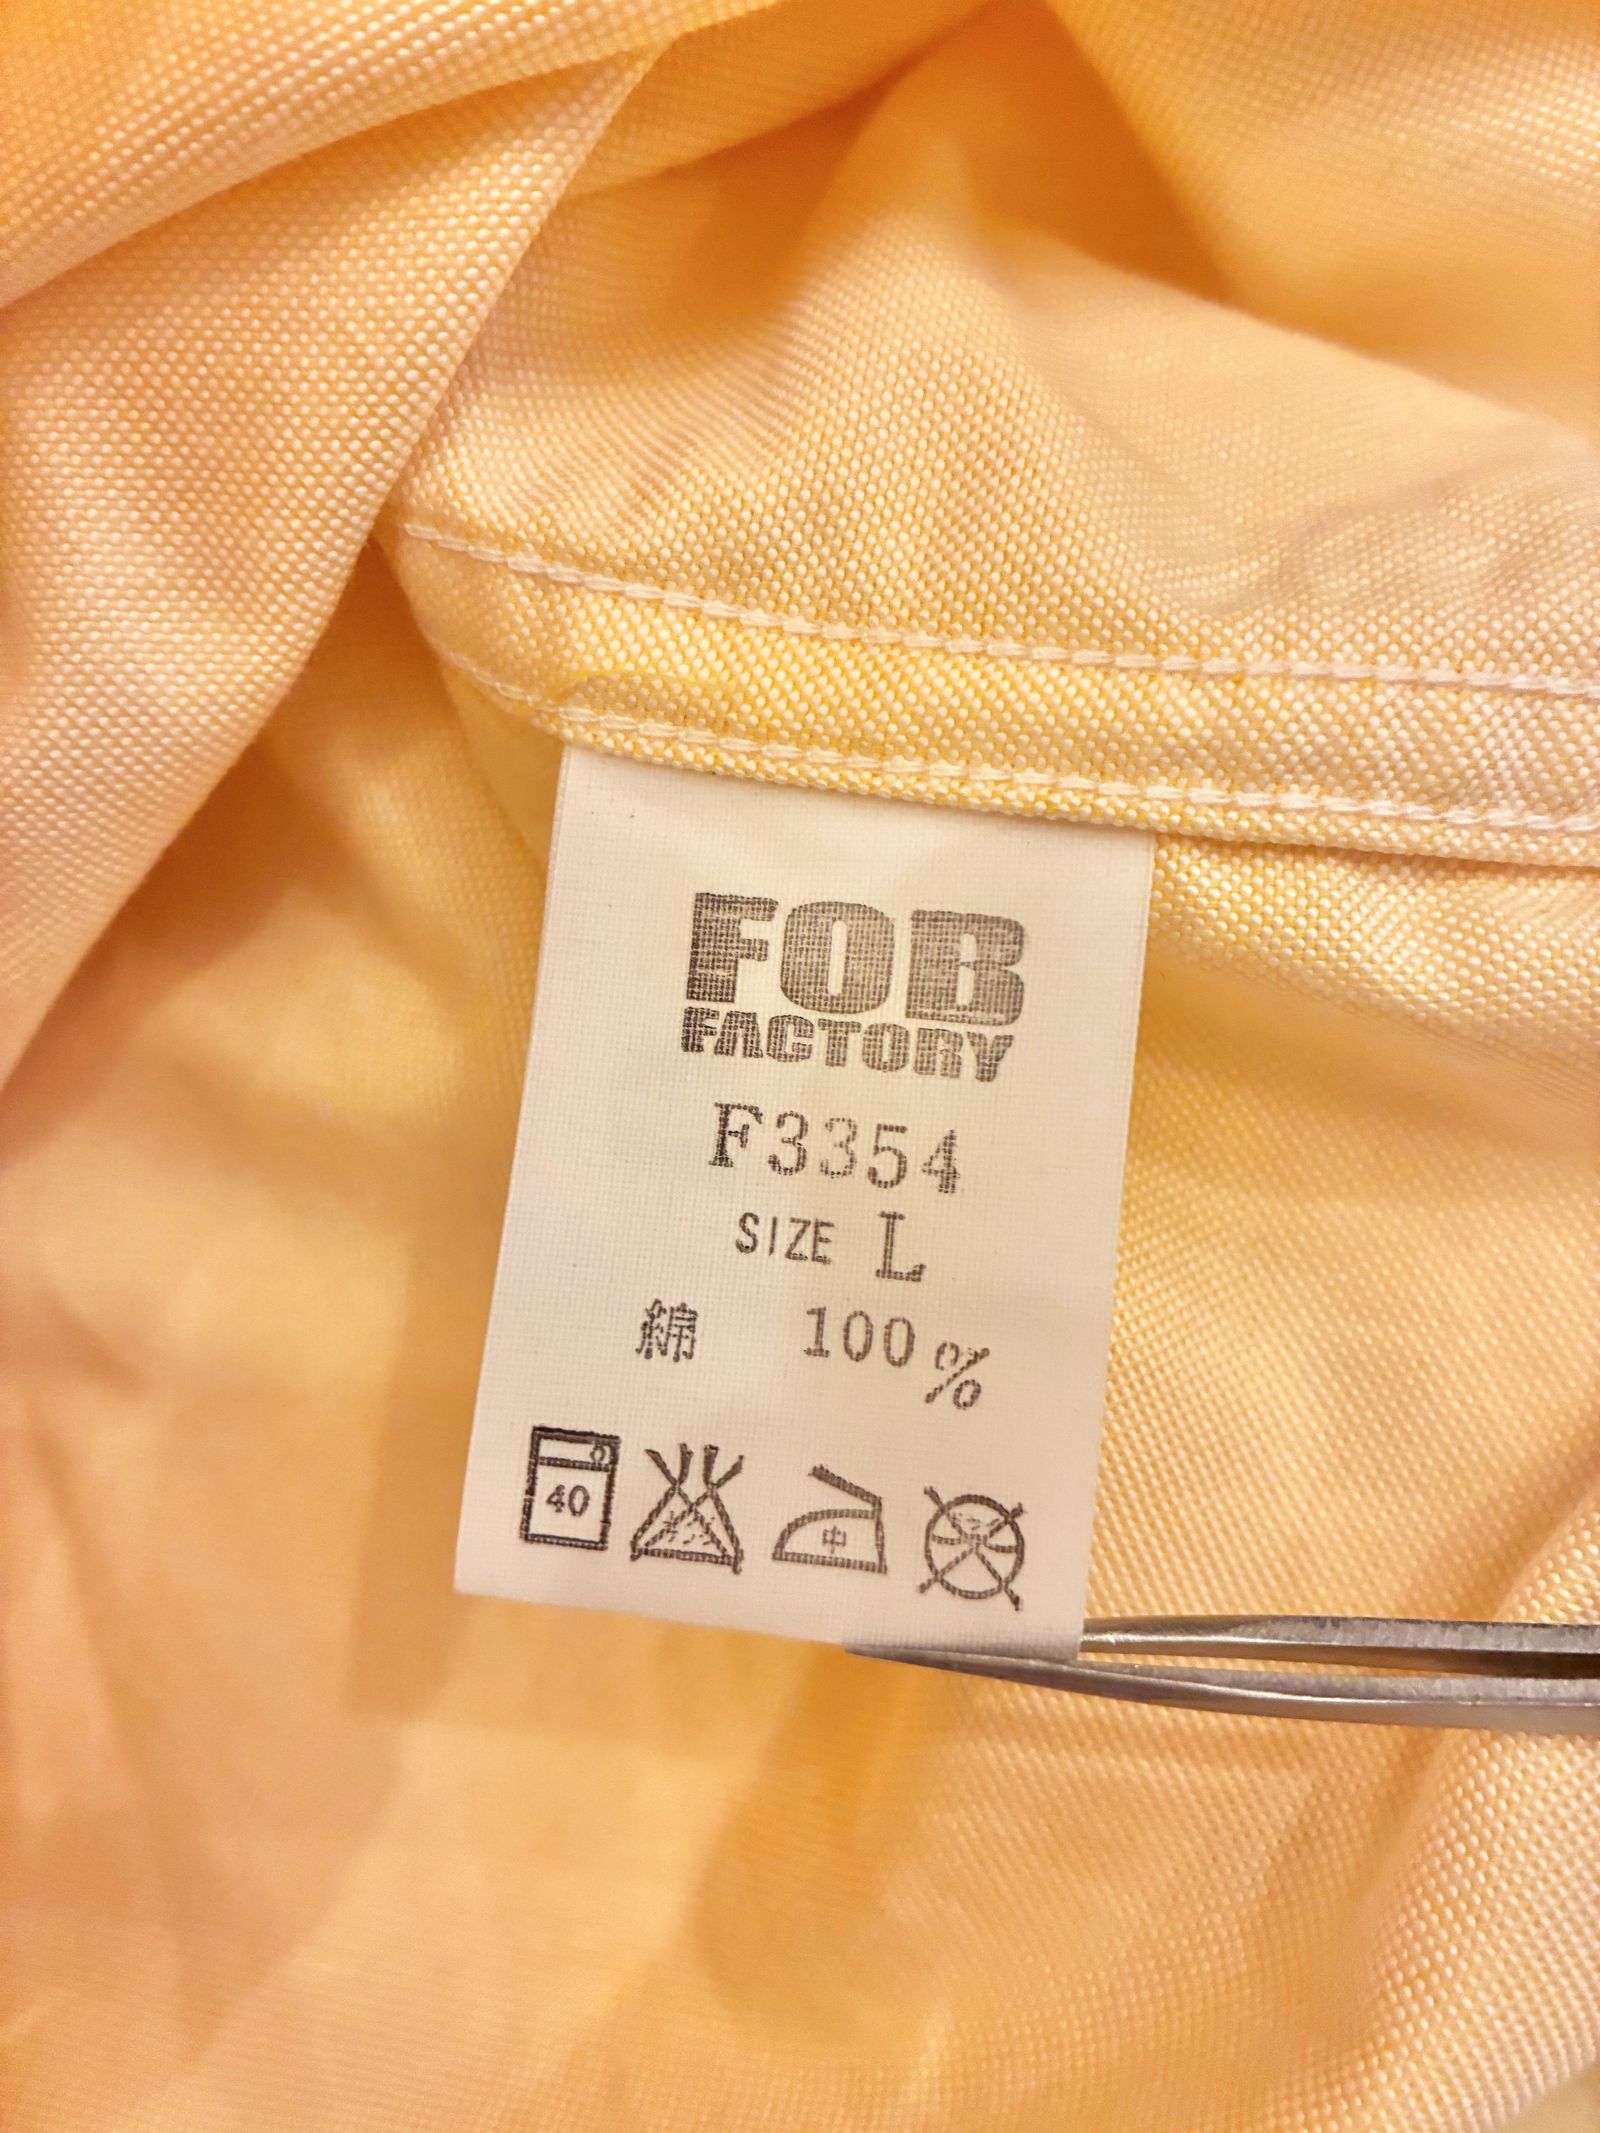 FOB
FACTORY
F3354
SIZE L
綿 100%
40 中